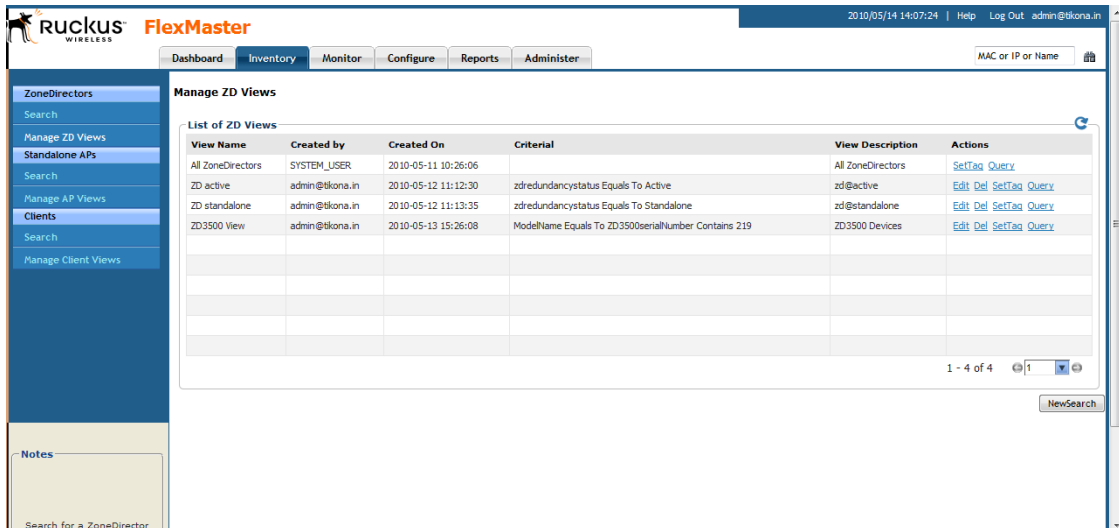 2010/05/14 14:07:24 | Help Log Out admin@tikona.in
RUCKUS WIRELESS FlexMaster
Dashboard Inventory Monitor Configure Reports Administer MAC or IP or Name
ZoneDirectors
Search
Manage ZD Views
Standalone APs
Search
Manage AP Views
Clients
Search
Manage Client Views
Manage ZD Views
List of ZD Views
View Name Created by Created On Criterial View Description Actions
All ZoneDirectors SYSTEM_USER 2010-05-11 10:26:06 All ZoneDirectors SetTag Query
ZD active admin@tikona.in 2010-05-12 11:12:30 zdredundancystatus Equals To Active zd@active Edit Del SetTag Query
ZD standalone admin@tikona.in 2010-05-12 11:13:35 zdredundancystatus Equals To Standalone zd@standalone Edit Del SetTag Query
ZD3500 View admin@tikona.in 2010-05-13 15:26:08 ModelName Equals To ZD3500serialNumber Contains 219 ZD3500 Devices Edit Del SetTag Query
1 - 4 of 4 1
NewSearch
Notes
Search for a ZoneDirector